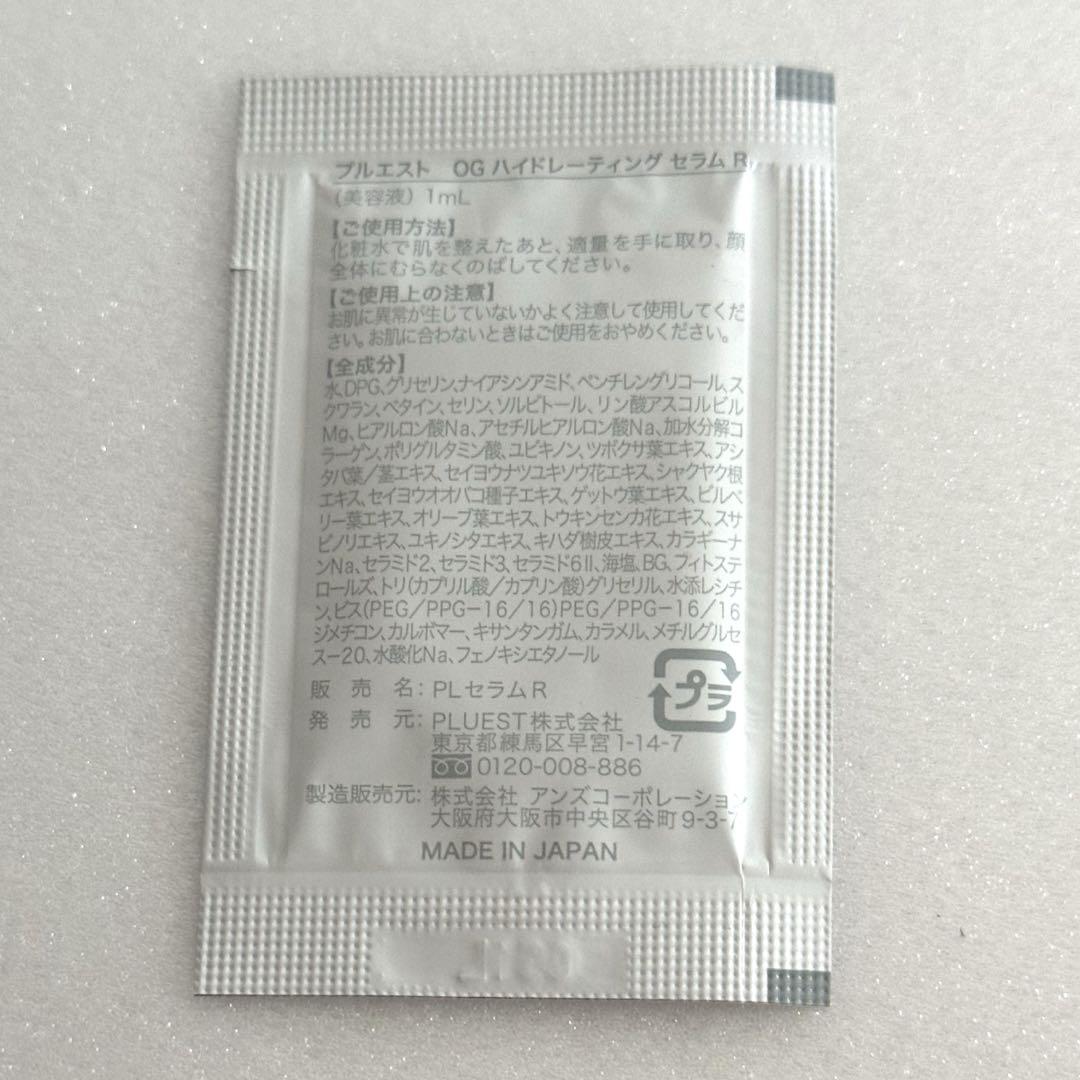 プルエスト OG ハイドレーティング セラム R
(美容液) 1mL
【ご使用方法】
化粧水で肌を整えたあと、適量を手に取り、顔
全体にむらなくのばしてください。
【ご使用上の注意】
お肌に異常が生じていないかよく注意して使用してくだ
さい。お肌に合わないときはご使用をおやめください。
【全成分】
水、DPG、グリセリン、ナイアシンアミド、ペンチレングリコール、ス
クワラン、ベタイン、セリン、ソルビトール、リン酸アスコルビル
Mg、ヒアルロン酸Na、アセチルヒアルロン酸Na、加水分解コ
ラーゲン、ポリグルタミン酸、ユビキノン、ツボクサ葉エキス、アシ
タバ葉/茎エキス、セイヨウナツユキソウ花エキス、シャクヤク根
エキス、セイヨウオオバコ種子エキス、ゲットウ葉エキス、ビルベ
リー葉エキス、オリーブ葉エキス、トウキンセンカ花エキス、スサ
ビノリエキス、ユキノシタエキス、キハダ樹皮エキス、カラギーナ
ンNa、セラミド2、セラミド3、セラミド6Ⅱ、海塩、BG、フィトステ
ロールズ、トリ(カプリル酸/カプリン酸)グリセリル、水添レシチ
ン、ビス(PEG/PPG-16/16)PEG/PPG-16/16
ジメチコン、カルボマー、キサンタンガム、カラメル、メチルグルセ
ス-20、水酸化Na、フェノキシエタノール
プラ
販 売 名: PLセラムR
発 売 元: PLUEST株式会社
東京都練馬区早宮1-14-7
0120-008-886
製造販売元: 株式会社 アンズコーポレーション
大阪府大阪市中央区谷町9-3-7
MADE IN JAPAN